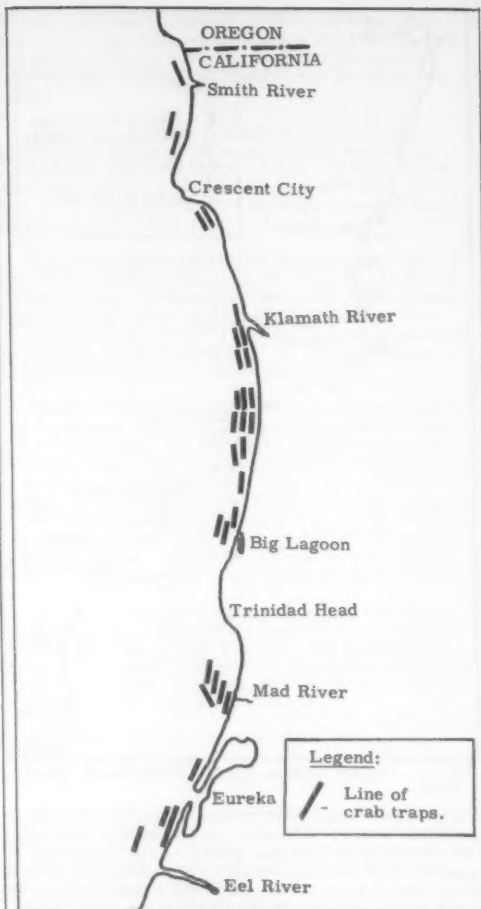 OREGON
CALIFORNIA
Smith River
Crescent City
Klamath River
Big Lagoon
Trinidad Head
Mad River
Legend:
Line of
crab traps.
Eureka
Eel River